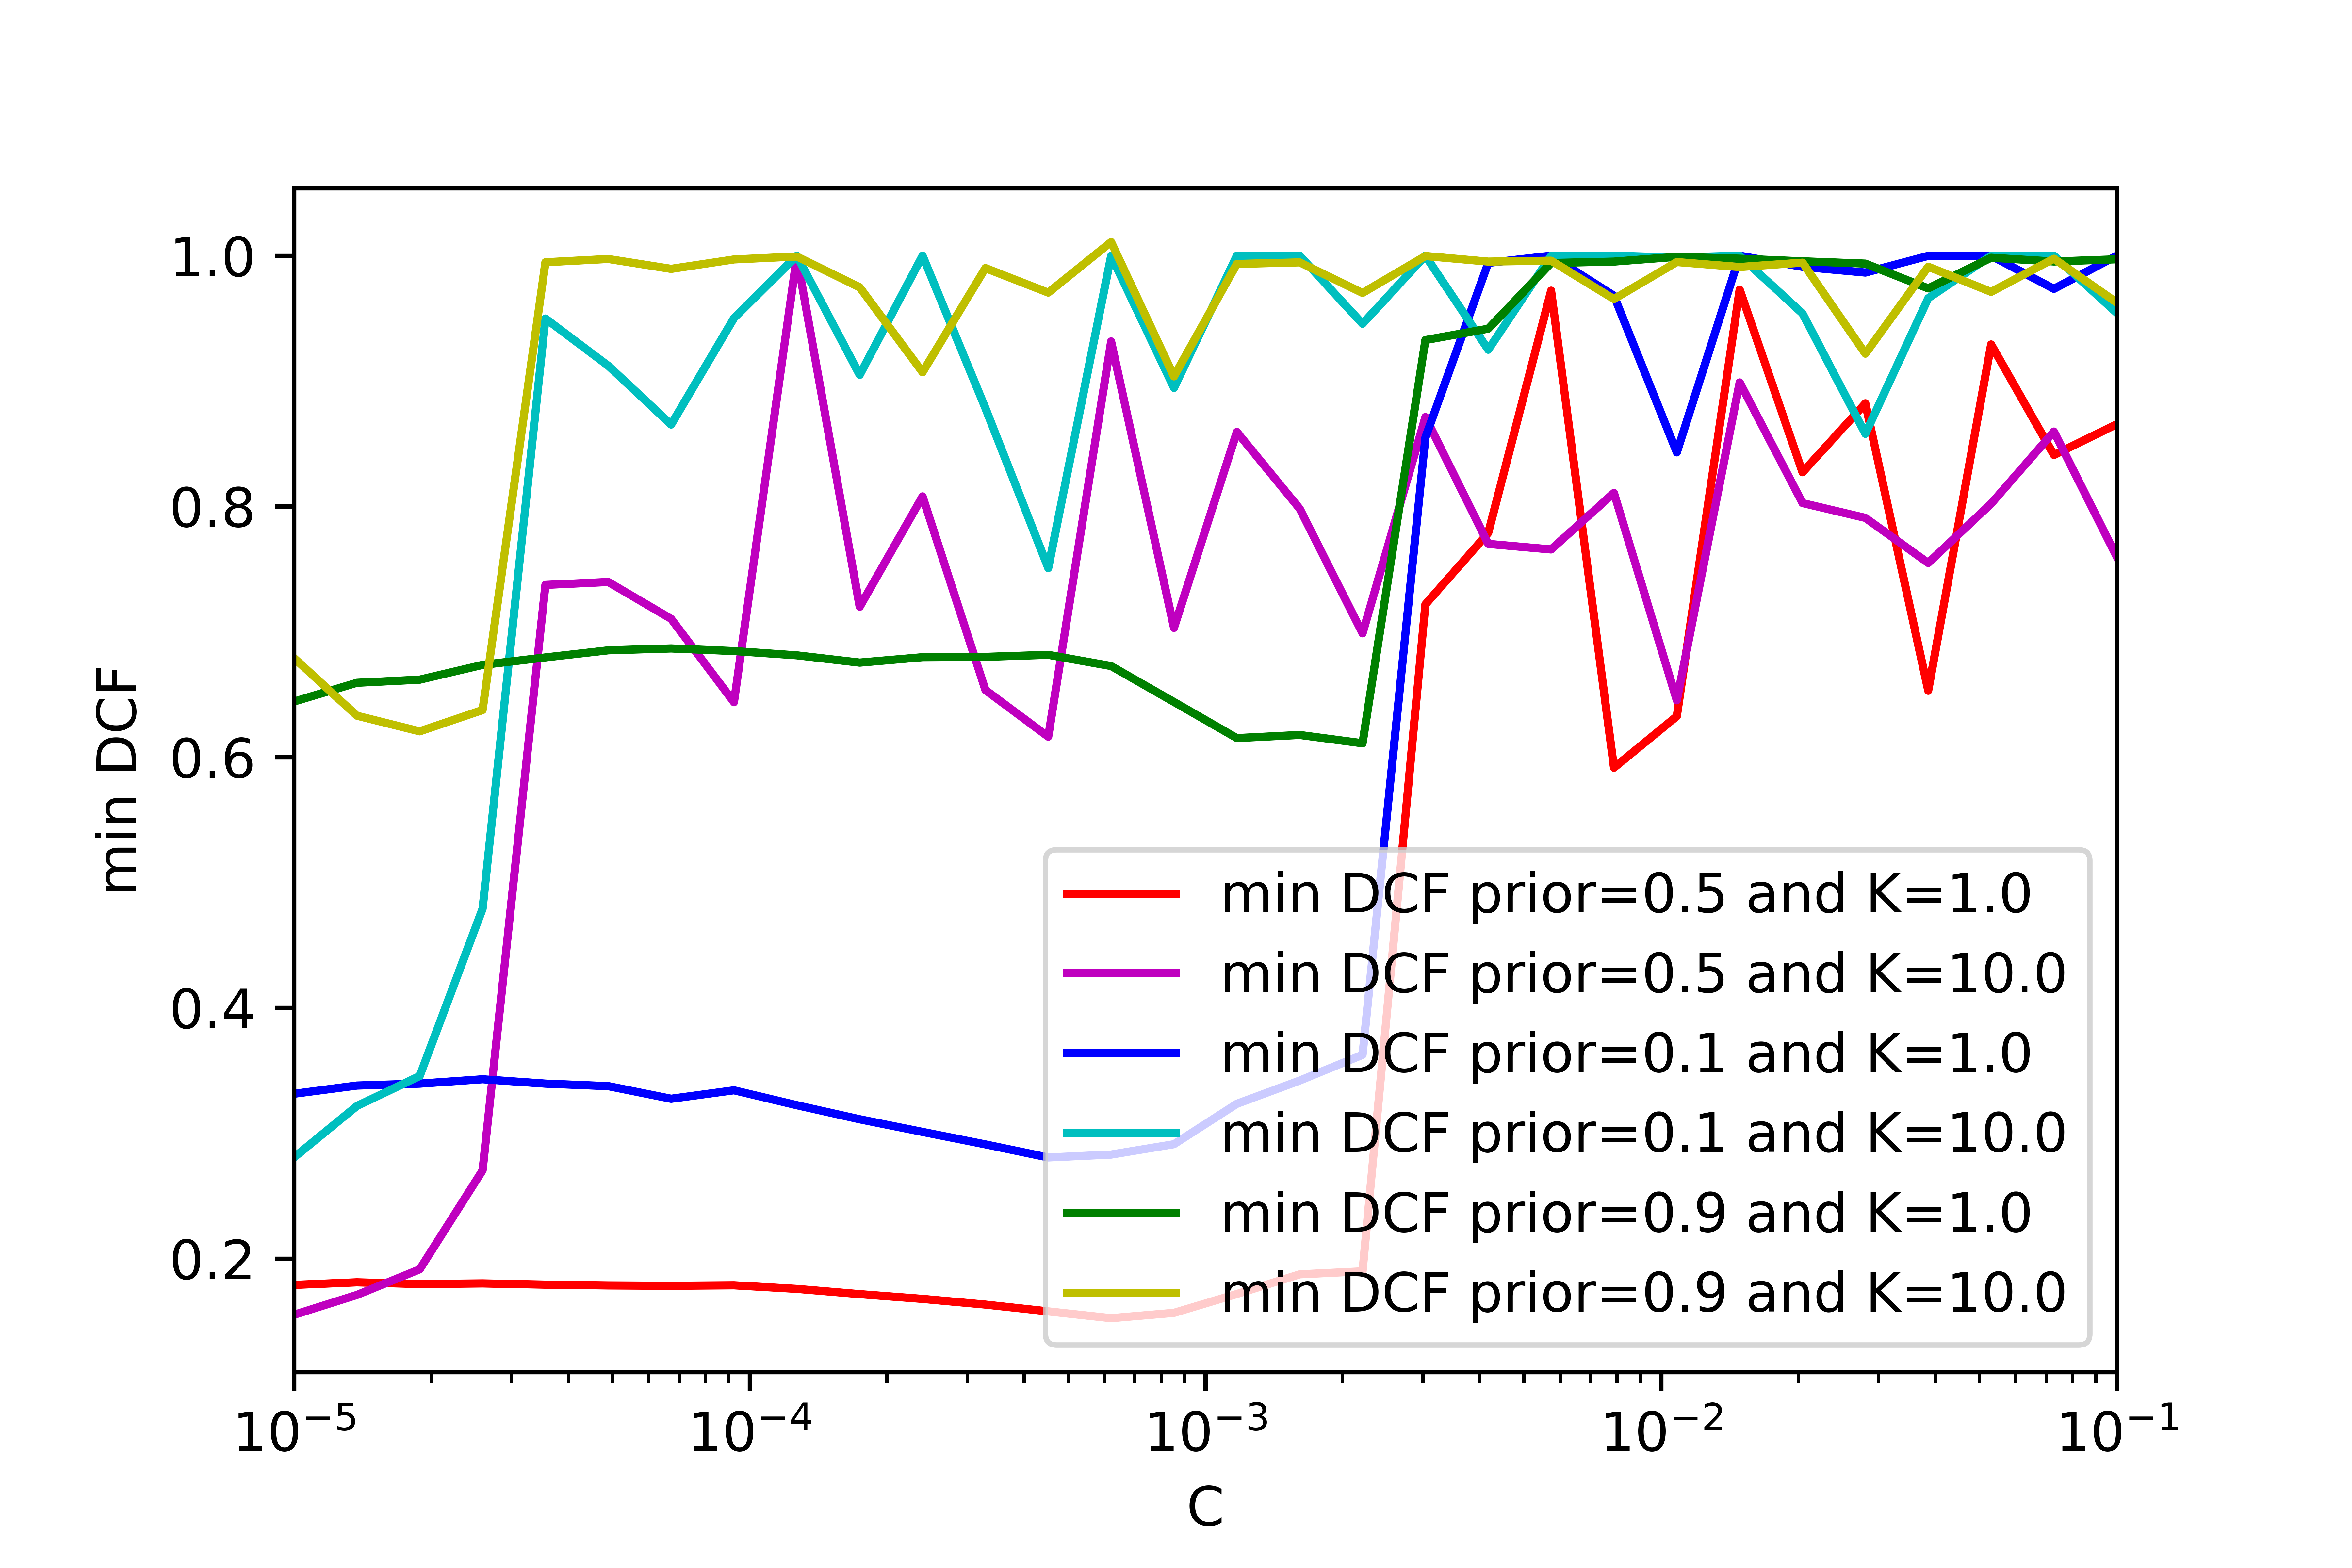 1.0
0.8
0.6
0.4
0.2
min DCF
min DCF prior=0.5 and K=1.0
min DCF prior=0.5 and K=10.0
min DCF prior=0.1 and K=1.0
min DCF prior=0.1 and K=10.0
min DCF prior=0.9 and K=1.0
min DCF prior=0.9 and K=10.0
10⁻⁵ 10⁻⁴ 10⁻³ 10⁻² 10⁻¹
C